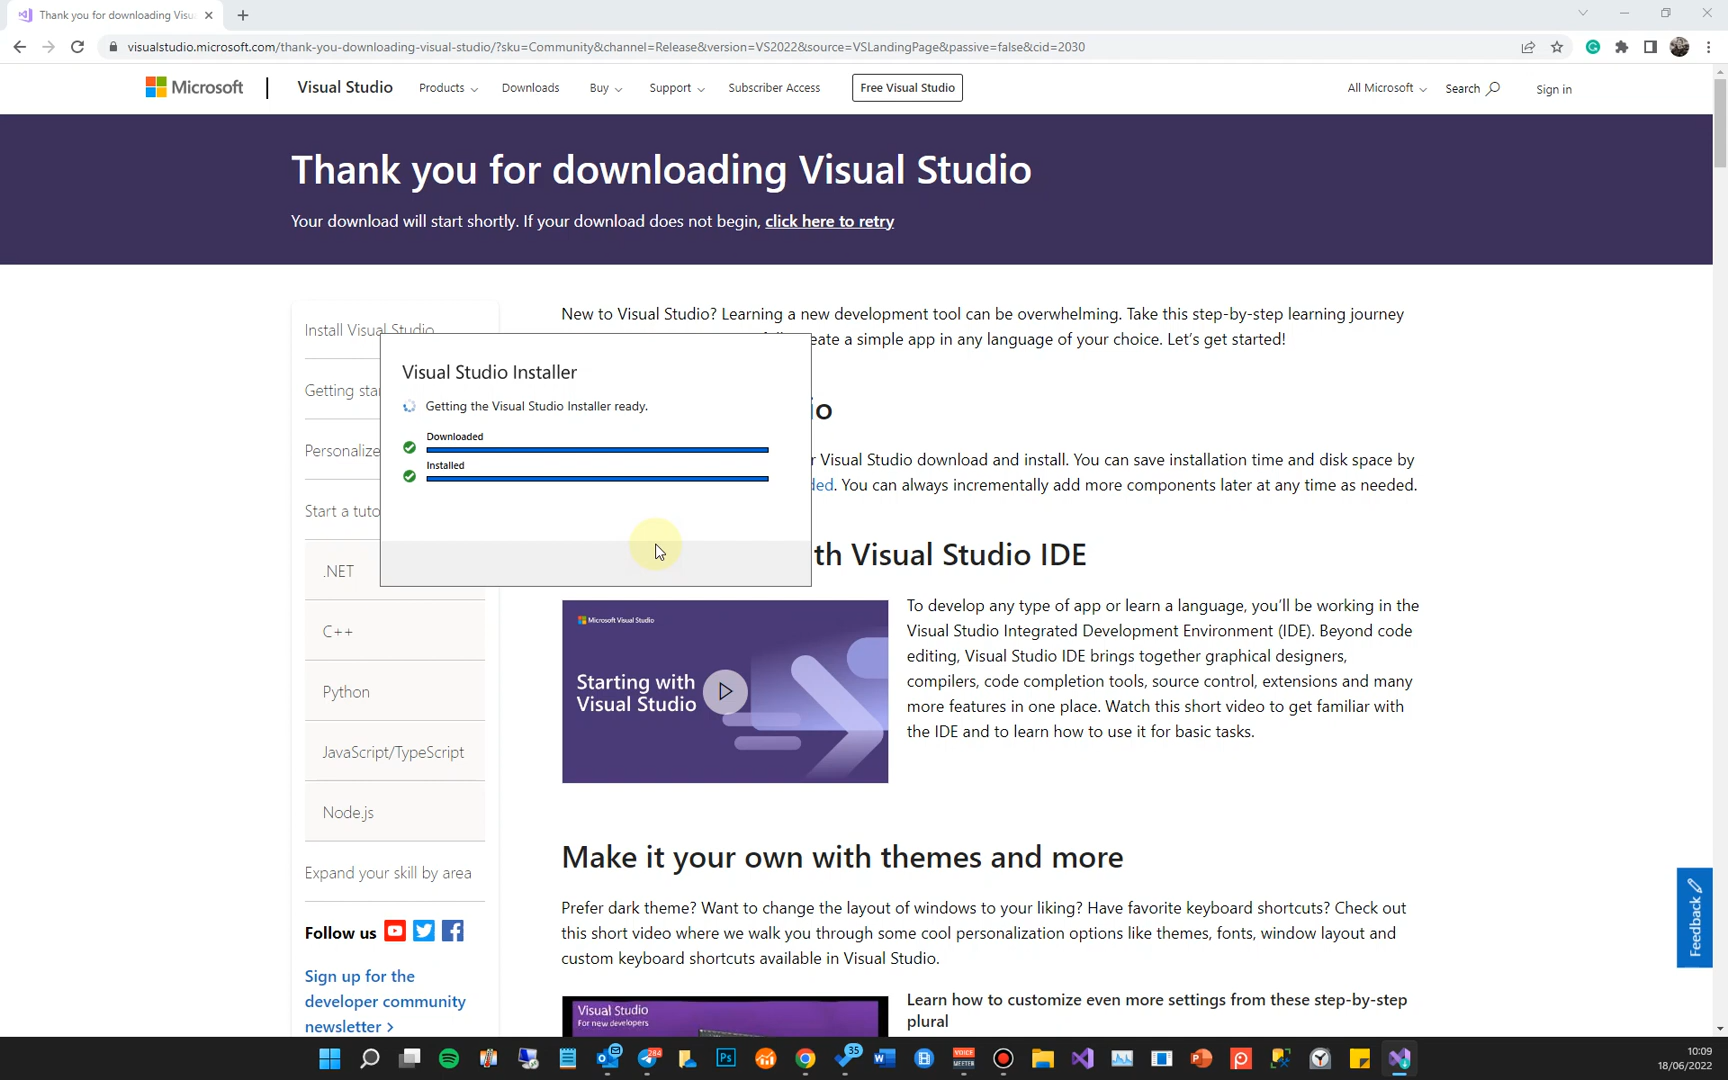 Thank you for downloading Visu
visualstudio.microsoft.com/thank-you-downloading-visual-studio/?sku=Community&channel=Release&version=VS2022&source=VSLandingPage&passive=false&cid=2030
Microsoft
Visual Studio
Products
Downloads
Buy
Support
Subscriber Access
Free Visual Studio
All Microsoft
Search
Sign in
Thank you for downloading Visual Studio
Your download will start shortly. If your download does not begin, click here to retry
Install Visual Studio
Getting sta
Personalize
Start a tuto
.NET
C++
Python
JavaScript/TypeScript
Node.js
Expand your skill by area
Follow us
Sign up for the
developer community
newsletter >
Visual Studio Installer
Getting the Visual Studio Installer ready.
Downloaded
Installed
New to Visual Studio? Learning a new development tool can be overwhelming. Take this step-by-step learning journey
eate a simple app in any language of your choice. Let's get started!
io
r Visual Studio download and install. You can save installation time and disk space by
ded. You can always incrementally add more components later at any time as needed.
th Visual Studio IDE
Microsoft Visual Studio
Starting with
Visual Studio
To develop any type of app or learn a language, you'll be working in the
Visual Studio Integrated Development Environment (IDE). Beyond code
editing, Visual Studio IDE brings together graphical designers,
compilers, code completion tools, source control, extensions and many
more features in one place. Watch this short video to get familiar with
the IDE and to learn how to use it for basic tasks.
Make it your own with themes and more
Prefer dark theme? Want to change the layout of windows to your liking? Have favorite keyboard shortcuts? Check out
this short video where we walk you through some cool personalization options like themes, fonts, window layout and
custom keyboard shortcuts available in Visual Studio.
Visual Studio
For new developers
Learn how to customize even more settings from these step-by-step
plural
Feedback
284
Ps
35
VOICE
MEETER
10:09
18/06/2022